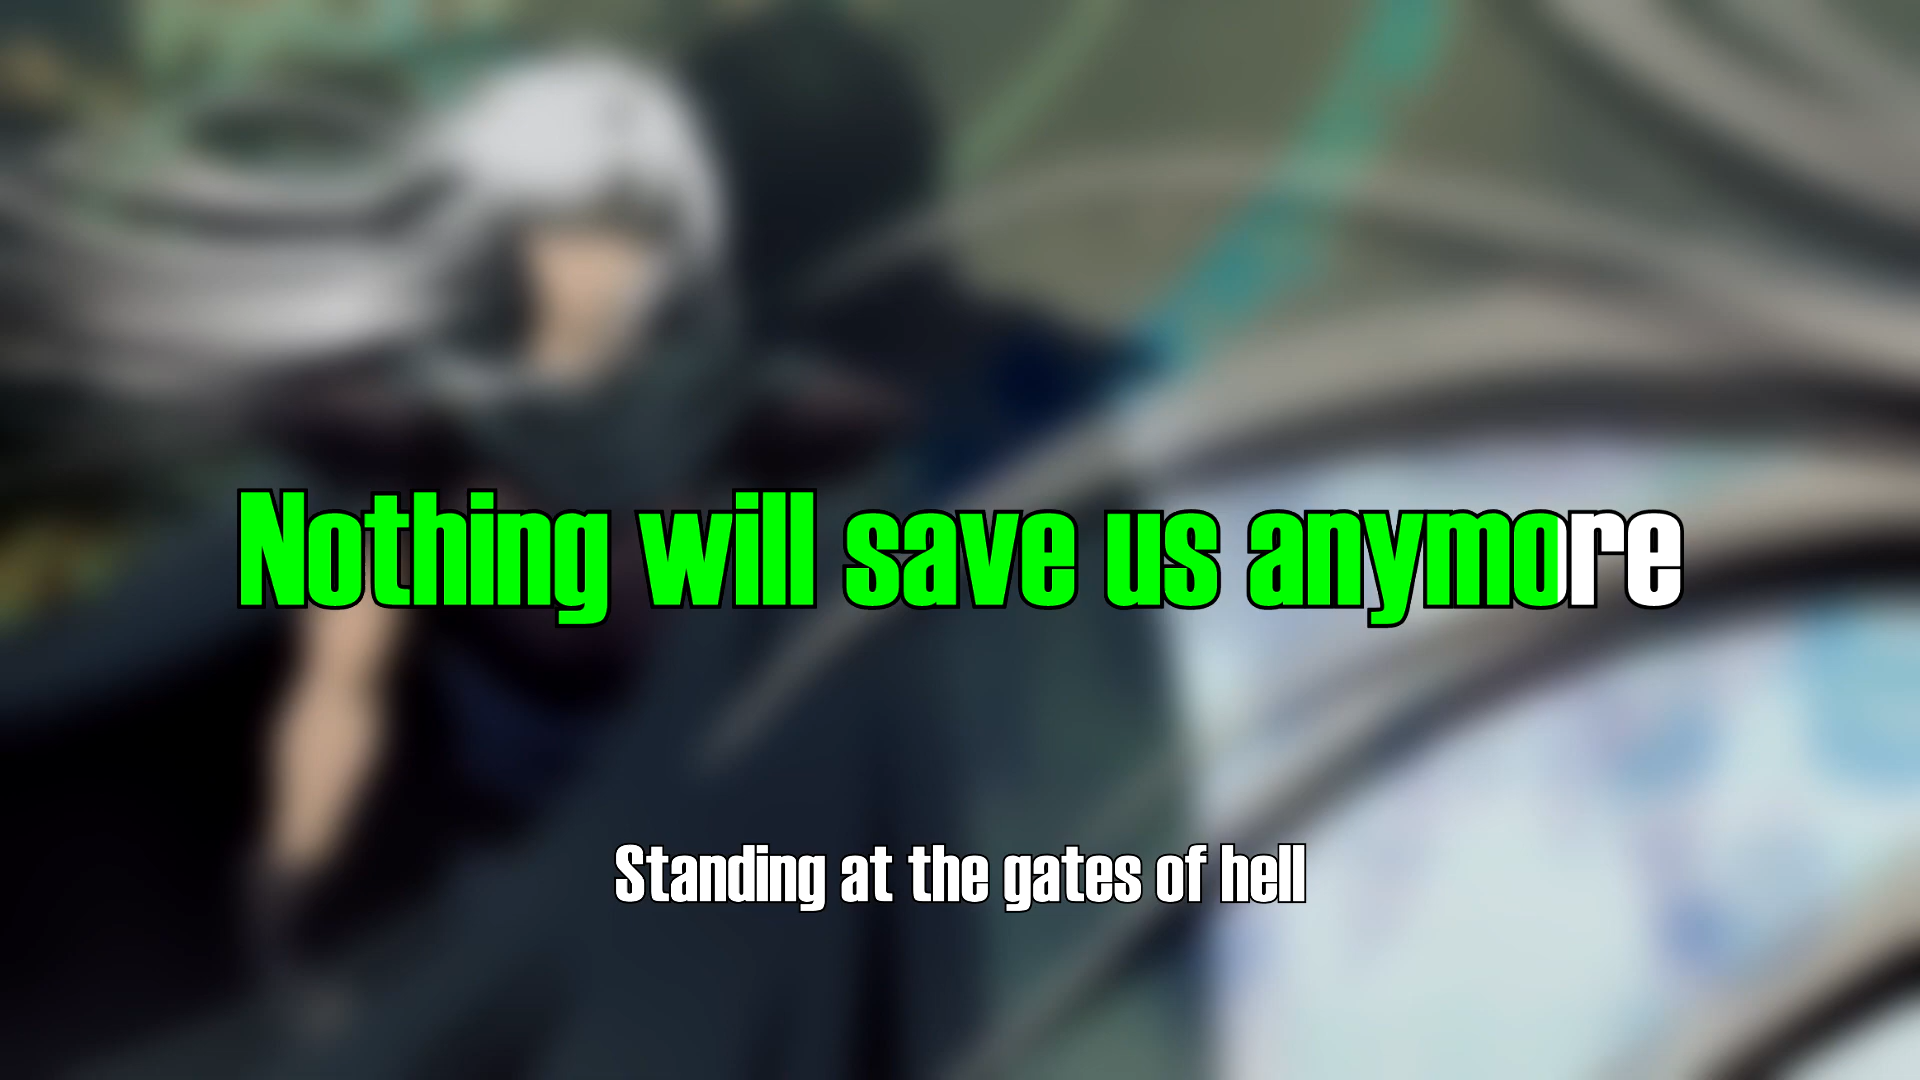 Nothing will save us anymore
Standing at the gates of hell